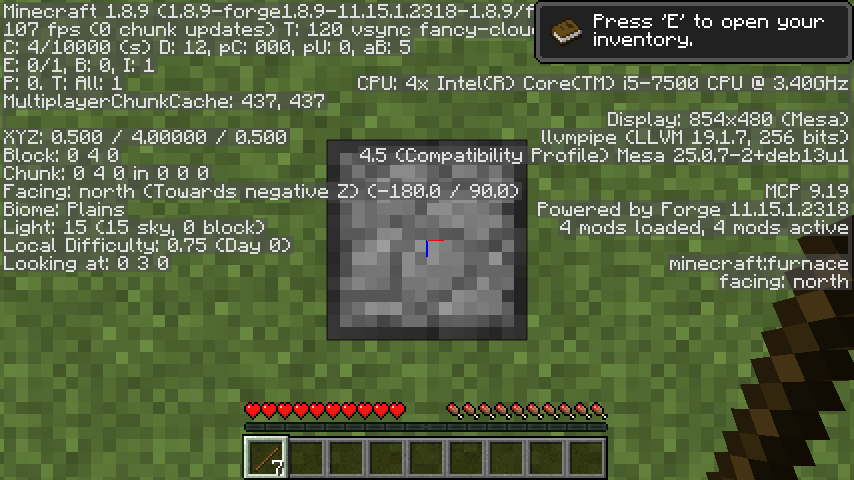 Minecraft 1.8.9 (1.8.9-forge1.8.9-11.15.1.2318-1.8.9/f
107 fps (0 chunk updates) T: 120 vsync fancy-clou
C: 4/10000 (s) D: 12, pC: 000, pU: 0, aB: 5
E: 0/1, B: 0, I: 1
P: 0, T: All: 1
MultiplayerChunkCache: 437, 437
XYZ: 0.500 / 4.00000 / 0.500
Block: 0 4 0
Chunk: 0 4 0 in 0 0 0
Facing: north (Towards negative Z) (-180.0 / 90.0)
Biome: Plains
Light: 15 (15 sky, 0 block)
Local Difficulty: 0.75 (Day 0)
Looking at: 0 3 0
Press 'E' to open your
inventory.
CPU: 4x Intel(R) Core(TM) i5-7500 CPU @ 3.40GHz
Display: 854x480 (Mesa)
llvmpipe (LLVM 19.1.7, 256 bits)
4.5 (Compatibility Profile) Mesa 25.0.7-2+deb13u1
MCP 9.19
Powered by Forge 11.15.1.2318
4 mods loaded, 4 mods active
minecraft:furnace
facing: north
7